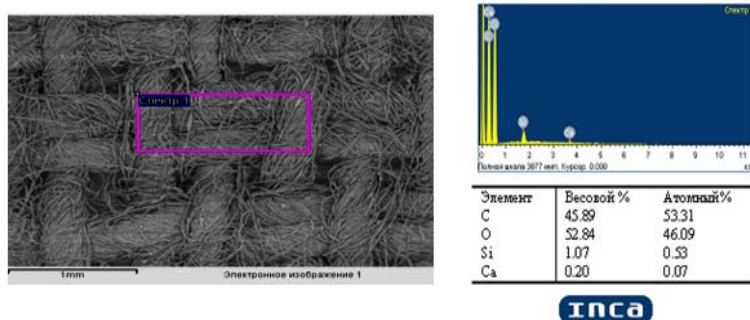 Спектр 1
1mm
Электронное изображение 1
Спектр
0 1 2 3 4 5 6 7 8 9 10 11
Полная шкала 3877 имп. Курсор: 0.000
Элемент Весовой % Атомный%
C 45.89 53.31
O 52.84 46.09
Si 1.07 0.53
Ca 0.20 0.07
INCA